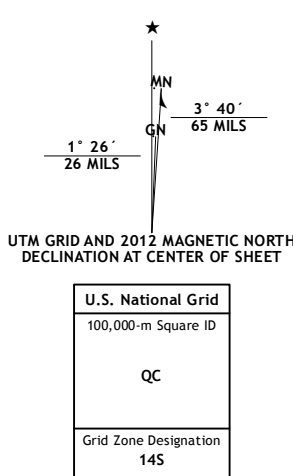 ★
MN
3° 40´
65 MILS
GN
1° 26´
26 MILS
UTM GRID AND 2012 MAGNETIC NORTH
DECLINATION AT CENTER OF SHEET
U.S. National Grid
100,000-m Square ID
QC
Grid Zone Designation
14S